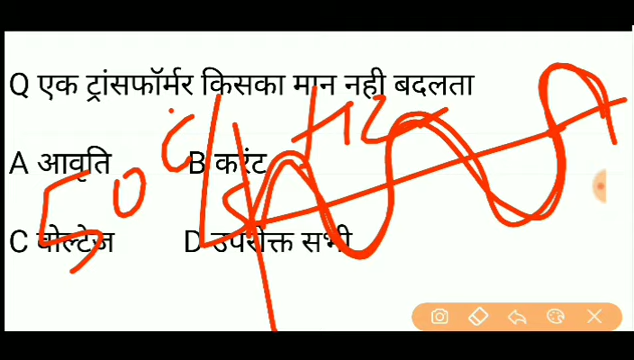 Q एक ट्रांसफॉर्मर किसका मान नही बदलता
A आवृति B करंट
C वोल्टेज D उपरोक्त सभी
50 Hz